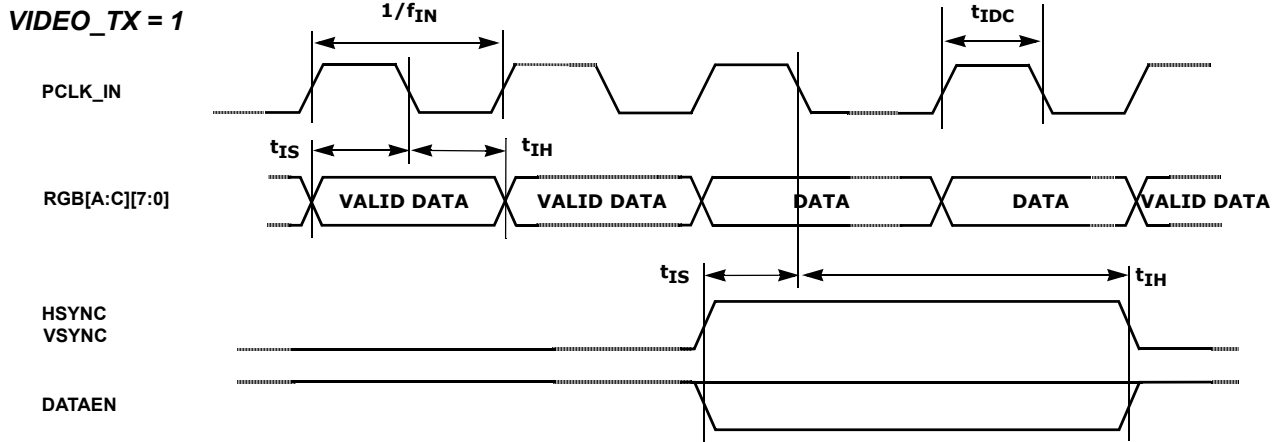 VIDEO_TX = 1
1/fIN
tIDC
PCLK_IN
tIS
tIH
RGB[A:C][7:0]
VALID DATA
VALID DATA
DATA
DATA
VALID DATA
tIS
tIH
HSYNC
VSYNC
DATAEN